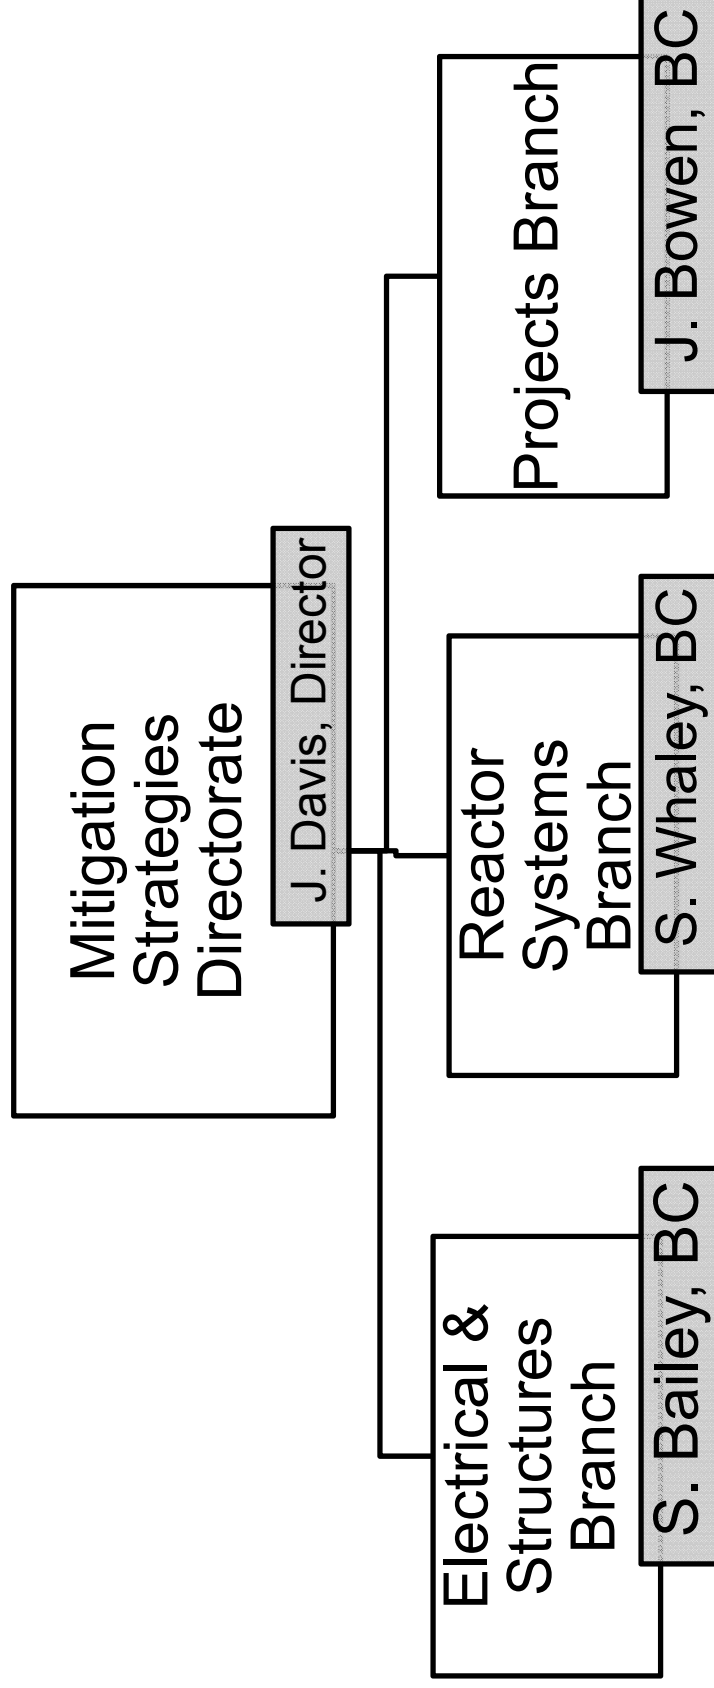 Mitigation
Strategies
Directorate
J. Davis, Director
Electrical &
Structures
Branch
S. Bailey, BC
Reactor
Systems
Branch
S. Whaley, BC
Projects Branch
J. Bowen, BC